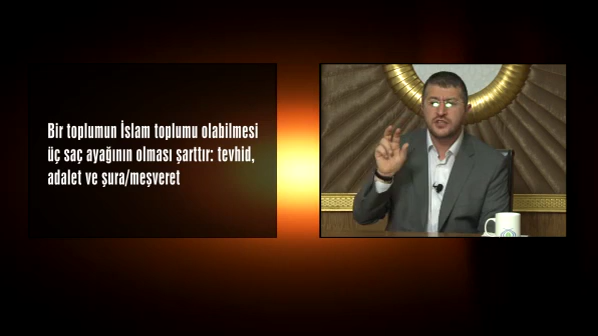 Bir toplumun İslam toplumu olabilmesi
üç saç ayağının olması şarttır: tevhid,
adalet ve şura/meşveret